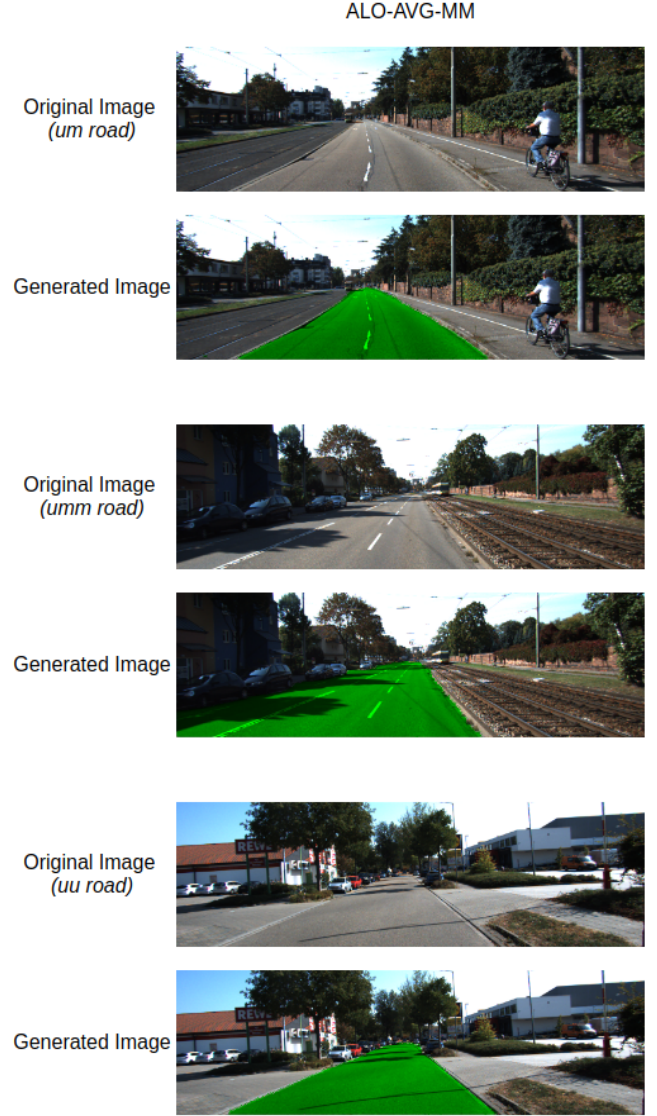 ALO-AVG-MM
Original Image
(um road)
Generated Image
Original Image
(umm road)
Generated Image
REWE
Original Image
(uu road)
REWE
Generated Image